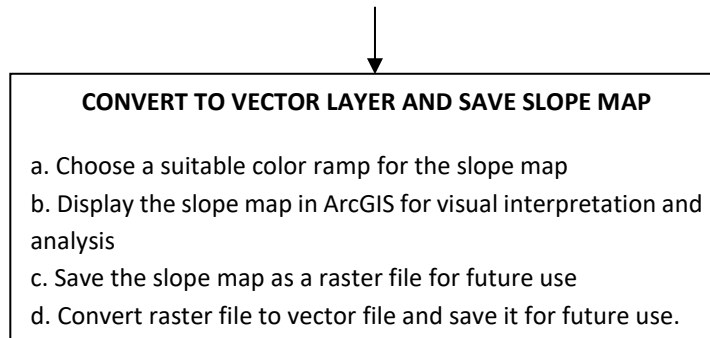 CONVERT TO VECTOR LAYER AND SAVE SLOPE MAP
a. Choose a suitable color ramp for the slope map
b. Display the slope map in ArcGIS for visual interpretation and
analysis
c. Save the slope map as a raster file for future use
d. Convert raster file to vector file and save it for future use.